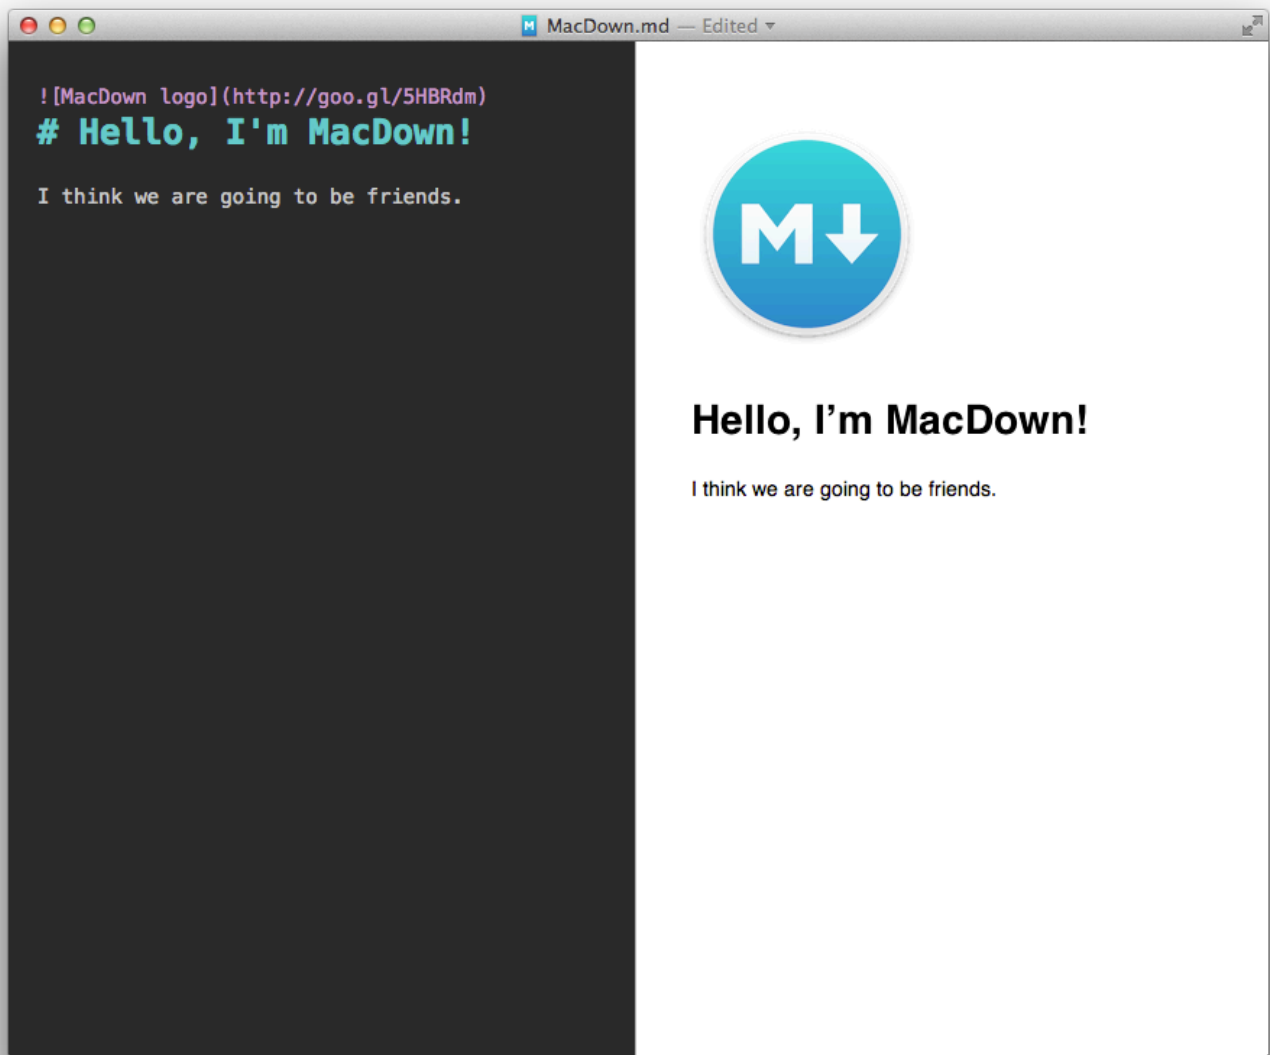 MacDown.md — Edited
![MacDown logo](http://goo.gl/5HBRdm)
# Hello, I'm MacDown!
I think we are going to be friends.
M
Hello, I’m MacDown!
I think we are going to be friends.